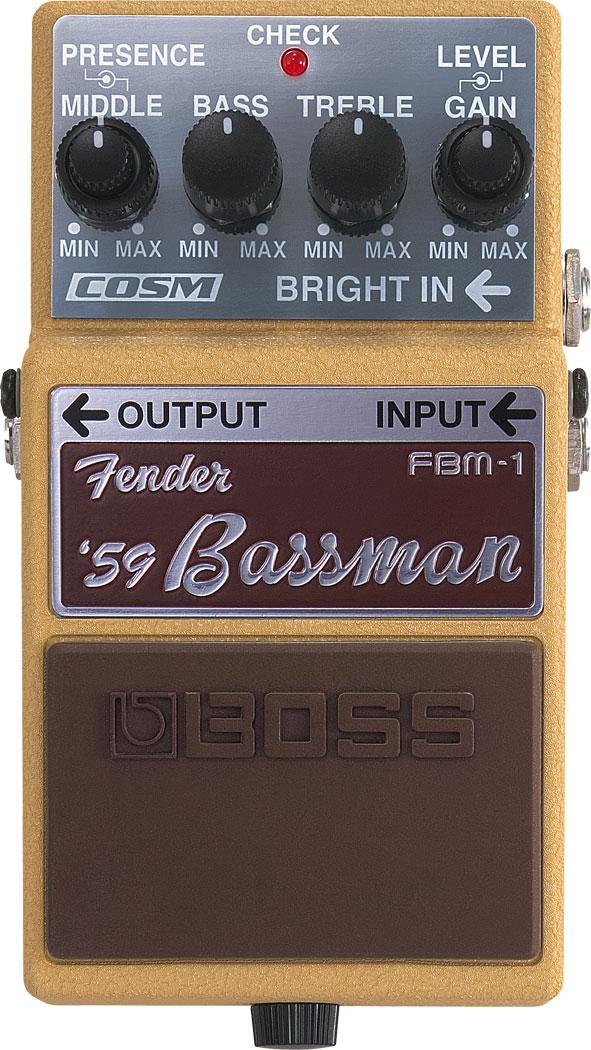 CHECK
PRESENCE LEVEL
MIDDLE BASS TREBLE GAIN
MIN MAX MIN MAX MIN MAX MIN MAX
COSM BRIGHT IN
OUTPUT INPUT
Fender FBM-1
'59 Bassman
BOSS